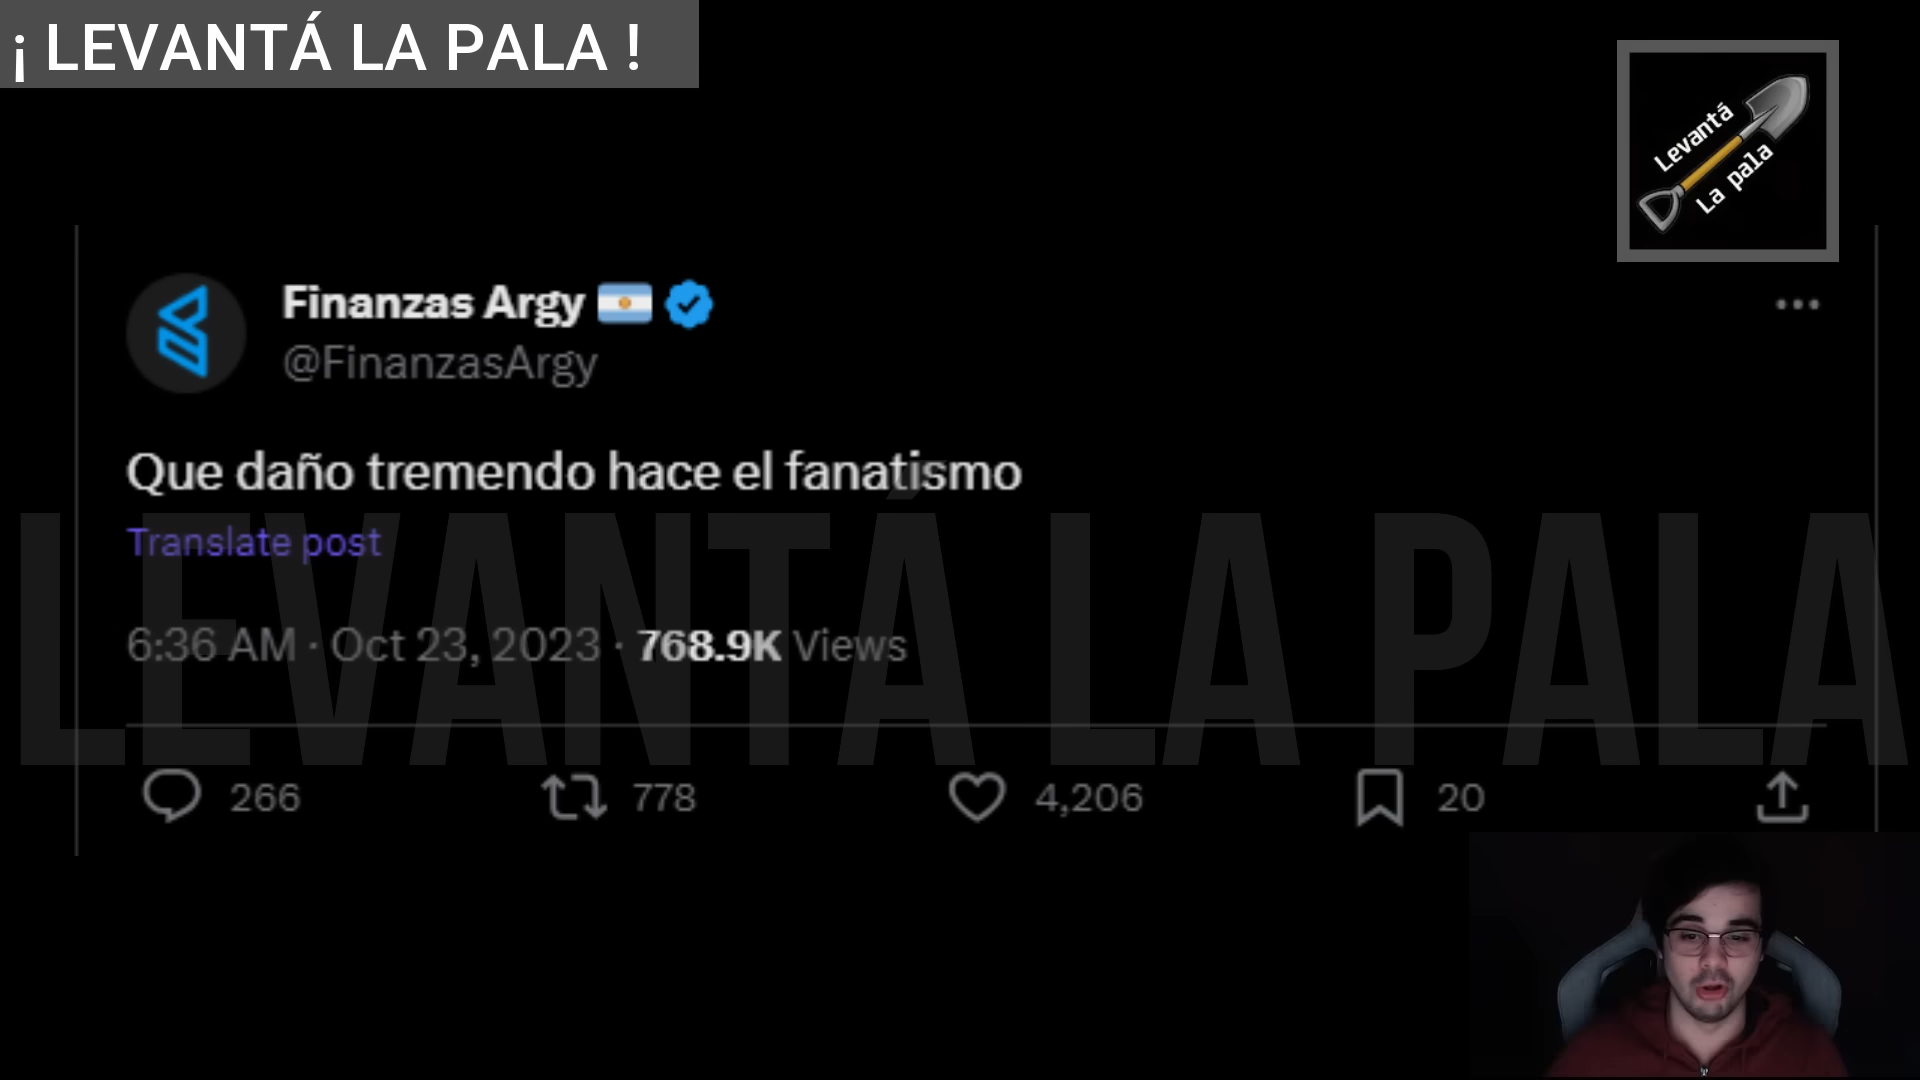 ¡ LEVANTÁ LA PALA !
Levantá
La pala
Finanzas Argy
@FinanzasArgy
Que daño tremendo hace el fanatismo
Translate post
LEVANTÁ LA PALA
6:36 AM · Oct 23, 2023 · 768.9K Views
266 778 4,206 20